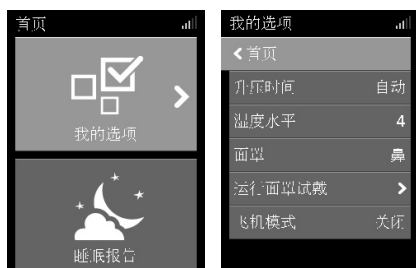 首页
我的选项
睡眠报告
我的选项
首页
升压时间 自动
湿度水平 4
面罩 鼻
运行面罩试戴
飞机模式 关闭